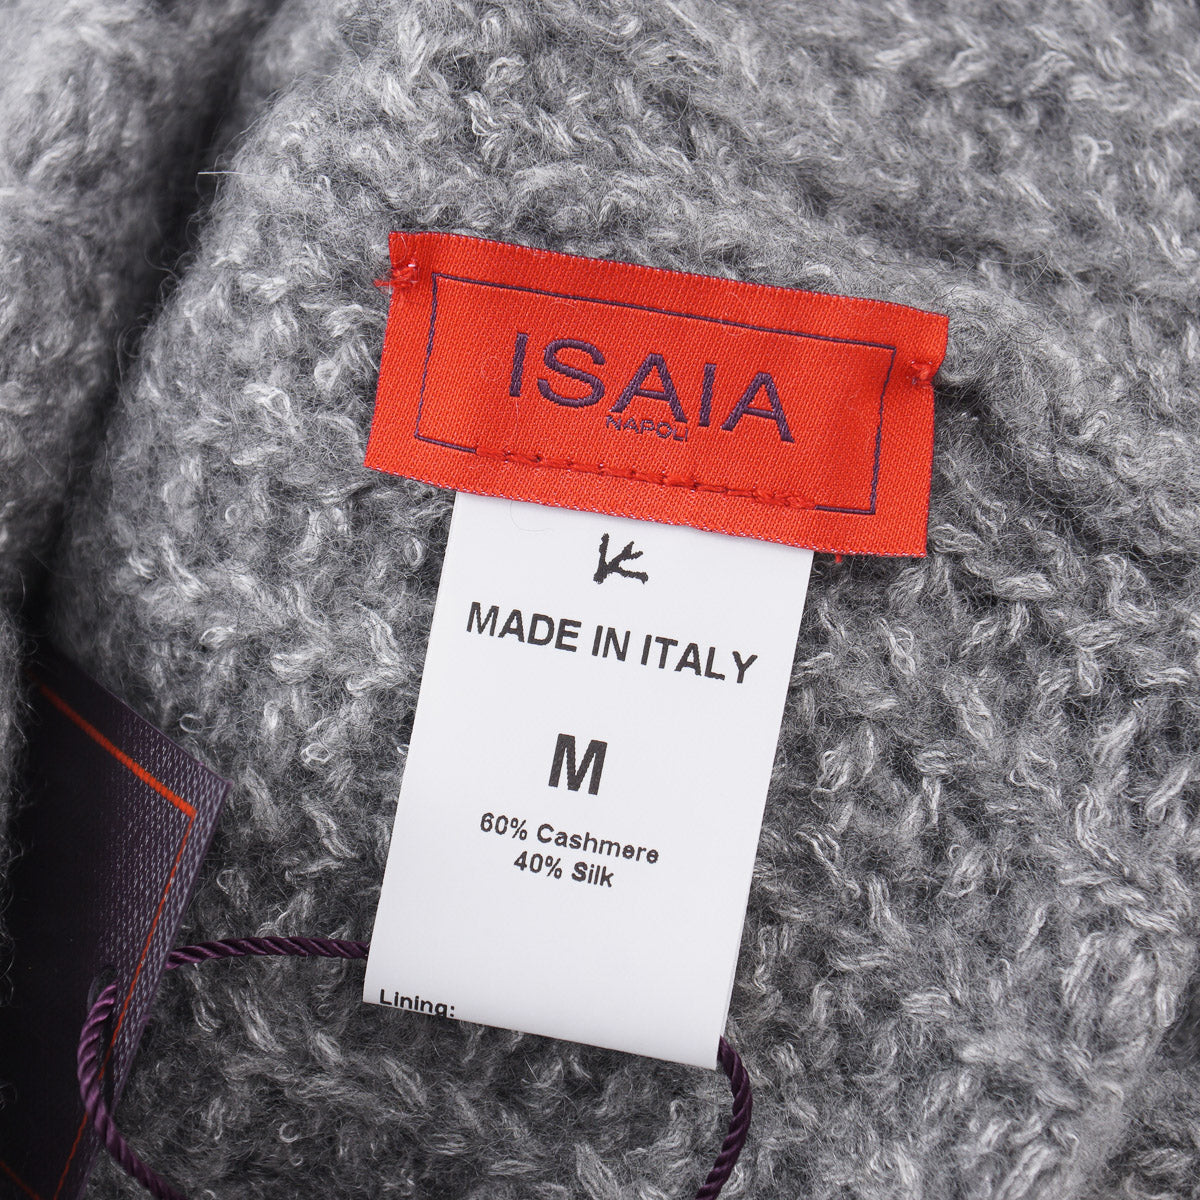 ISAIA
NAPOLI
MADE IN ITALY
M
60% Cashmere
40% Silk
Lining: